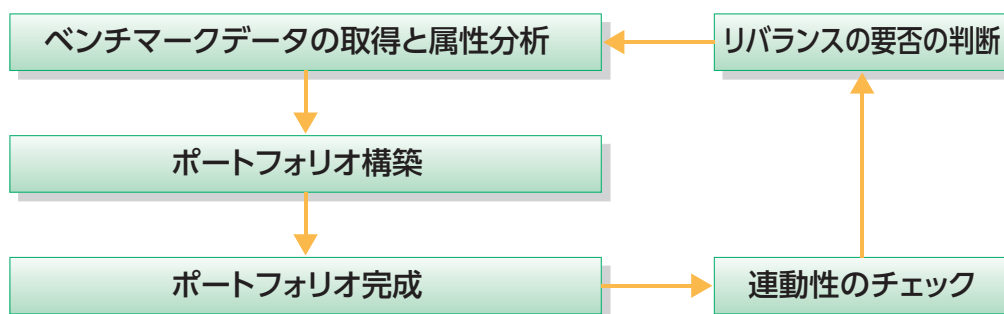 ベンチマークデータの取得と属性分析
リバランスの要否の判断
ポートフォリオ構築
ポートフォリオ完成
連動性のチェック